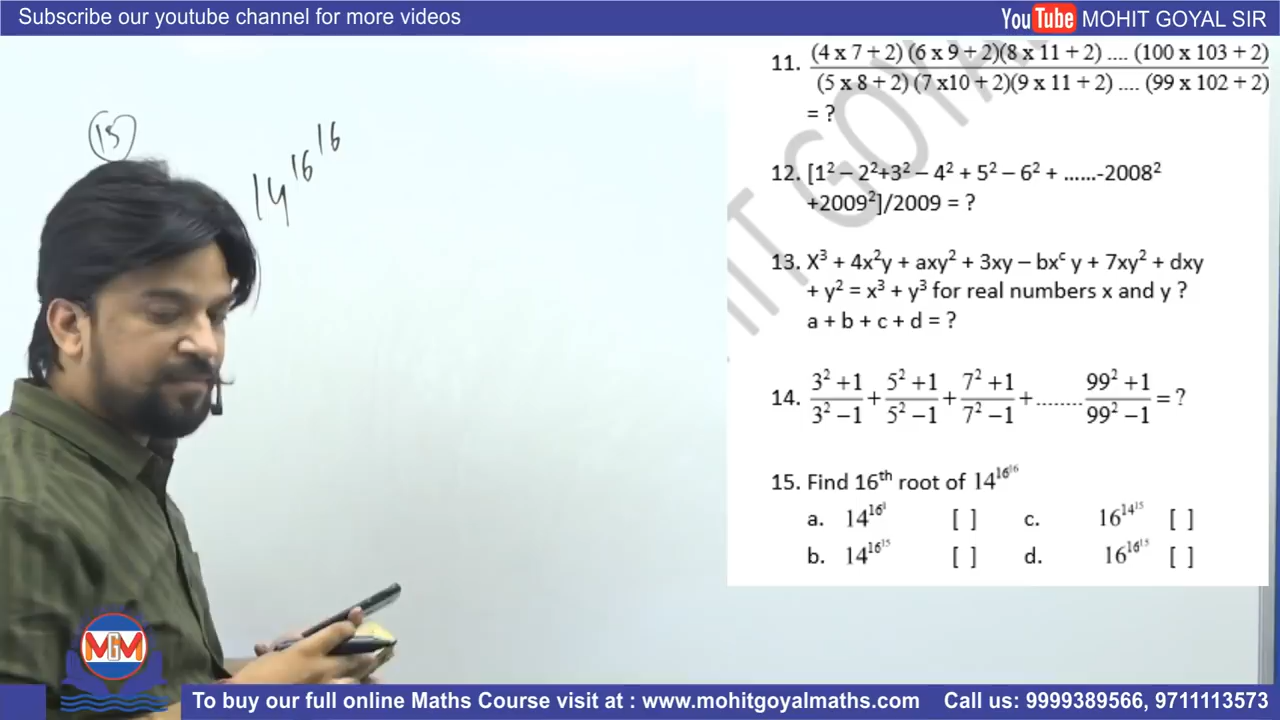 Subscribe our youtube channel for more videos
You Tube MOHIT GOYAL SIR
15
14^16^16
11. (4 x 7 + 2) (6 x 9 + 2)(8 x 11 + 2) .... (100 x 103 + 2)
(5 x 8 + 2) (7 x10 + 2)(9 x 11 + 2) .... (99 x 102 + 2)
= ?
12. [1² – 2²+3² – 4² + 5² – 6² + ......-2008²
+2009²]/2009 = ?
13. X³ + 4x²y + axy² + 3xy – bx^c y + 7xy² + dxy
+ y² = x³ + y³ for real numbers x and y ?
a + b + c + d = ?
14. 3² +1/3² –1 + 5² +1/5² –1 + 7² +1/7² –1 + ........ 99² +1/99² –1 = ?
15. Find 16th root of 14^16^16
a. 14^16^1 [ ] c. 16^14^15 [ ]
b. 14^16^15 [ ] d. 16^16^15 [ ]
MGM
To buy our full online Maths Course visit at : www.mohitgoyalmaths.com Call us: 9999389566, 9711113573